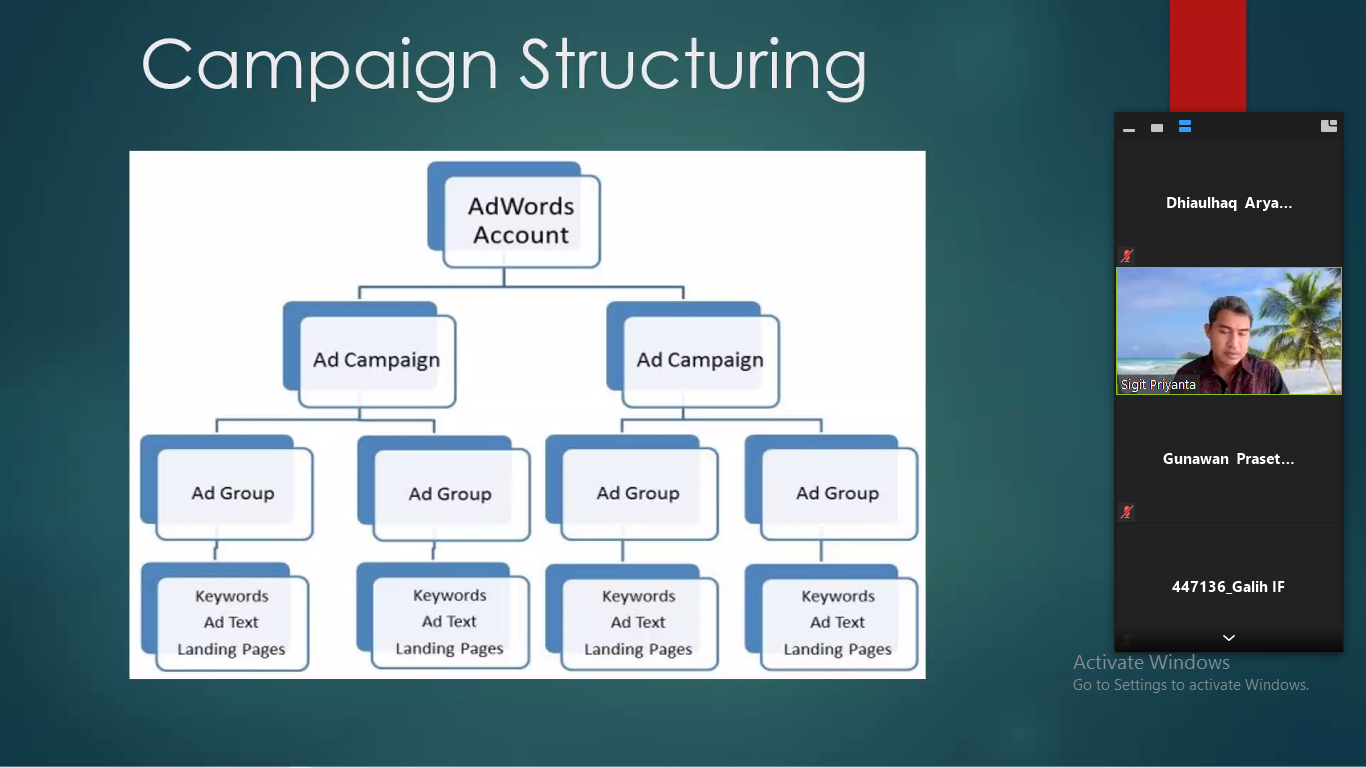 Campaign Structuring
AdWords
Account
Ad Campaign
Ad Campaign
Ad Group
Ad Group
Ad Group
Ad Group
Keywords
Ad Text
Landing Pages
Keywords
Ad Text
Landing Pages
Keywords
Ad Text
Landing Pages
Keywords
Ad Text
Landing Pages
Dhiaulhaq Arya...
Sigit Priyanta
Gunawan Praset...
447136_Galih IF
Activate Windows
Go to Settings to activate Windows.